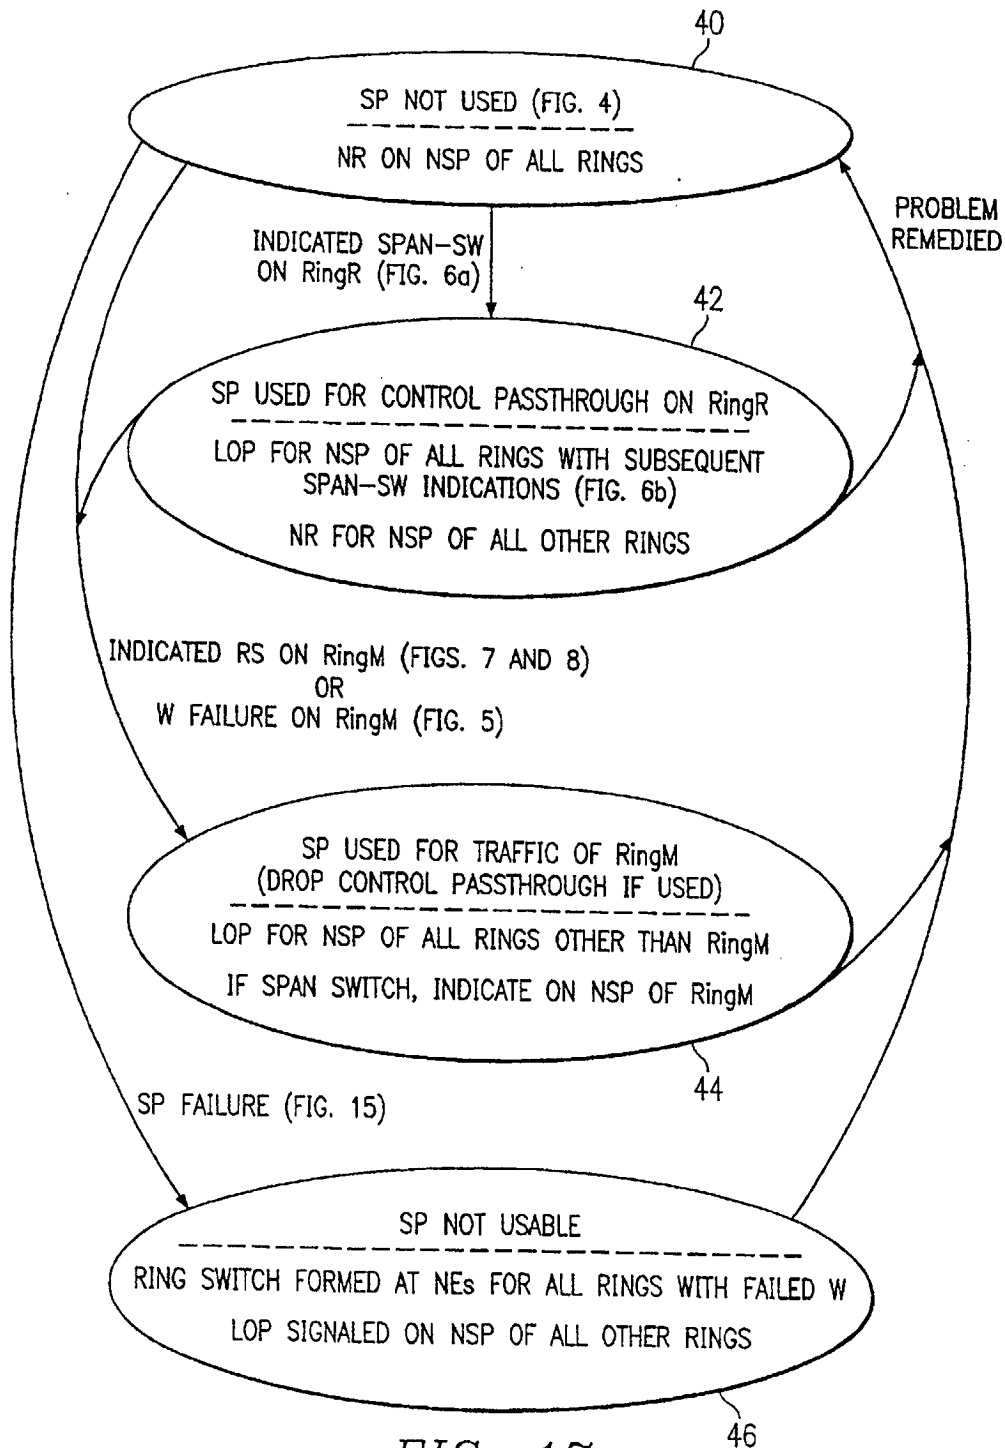 40
SP NOT USED (FIG. 4)
NR ON NSP OF ALL RINGS
PROBLEM
REMEDIED
INDICATED SPAN-SW
ON RingR (FIG. 6a)
42
SP USED FOR CONTROL PASSTHROUGH ON RingR
LOP FOR NSP OF ALL RINGS WITH SUBSEQUENT
SPAN-SW INDICATIONS (FIG. 6b)
NR FOR NSP OF ALL OTHER RINGS
INDICATED RS ON RingM (FIGS. 7 AND 8)
OR
W FAILURE ON RingM (FIG. 5)
SP USED FOR TRAFFIC OF RingM
(DROP CONTROL PASSTHROUGH IF USED)
LOP FOR NSP OF ALL RINGS OTHER THAN RingM
IF SPAN SWITCH, INDICATE ON NSP OF RingM
44
SP FAILURE (FIG. 15)
SP NOT USABLE
RING SWITCH FORMED AT NEs FOR ALL RINGS WITH FAILED W
LOP SIGNALED ON NSP OF ALL OTHER RINGS
46